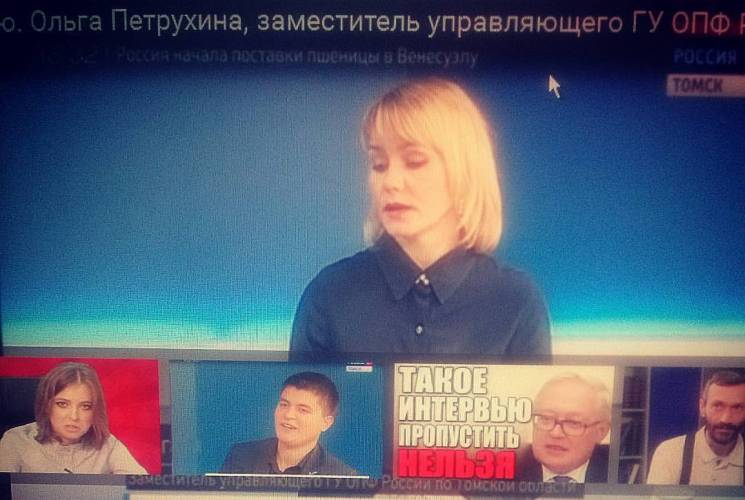 ю. Ольга Петрухина, заместитель управляющего ГУ ОПФ Р
Россия начала поставки пшеницы в Венесуэлу
РОССИЯ
ТОМСК
ТАКОЕ
ИНТЕРВЬЮ
ПРОПУСТИТЬ
НЕЛЬЗЯ
Заместитель управляющего ГУ ОПФ России по Томской области